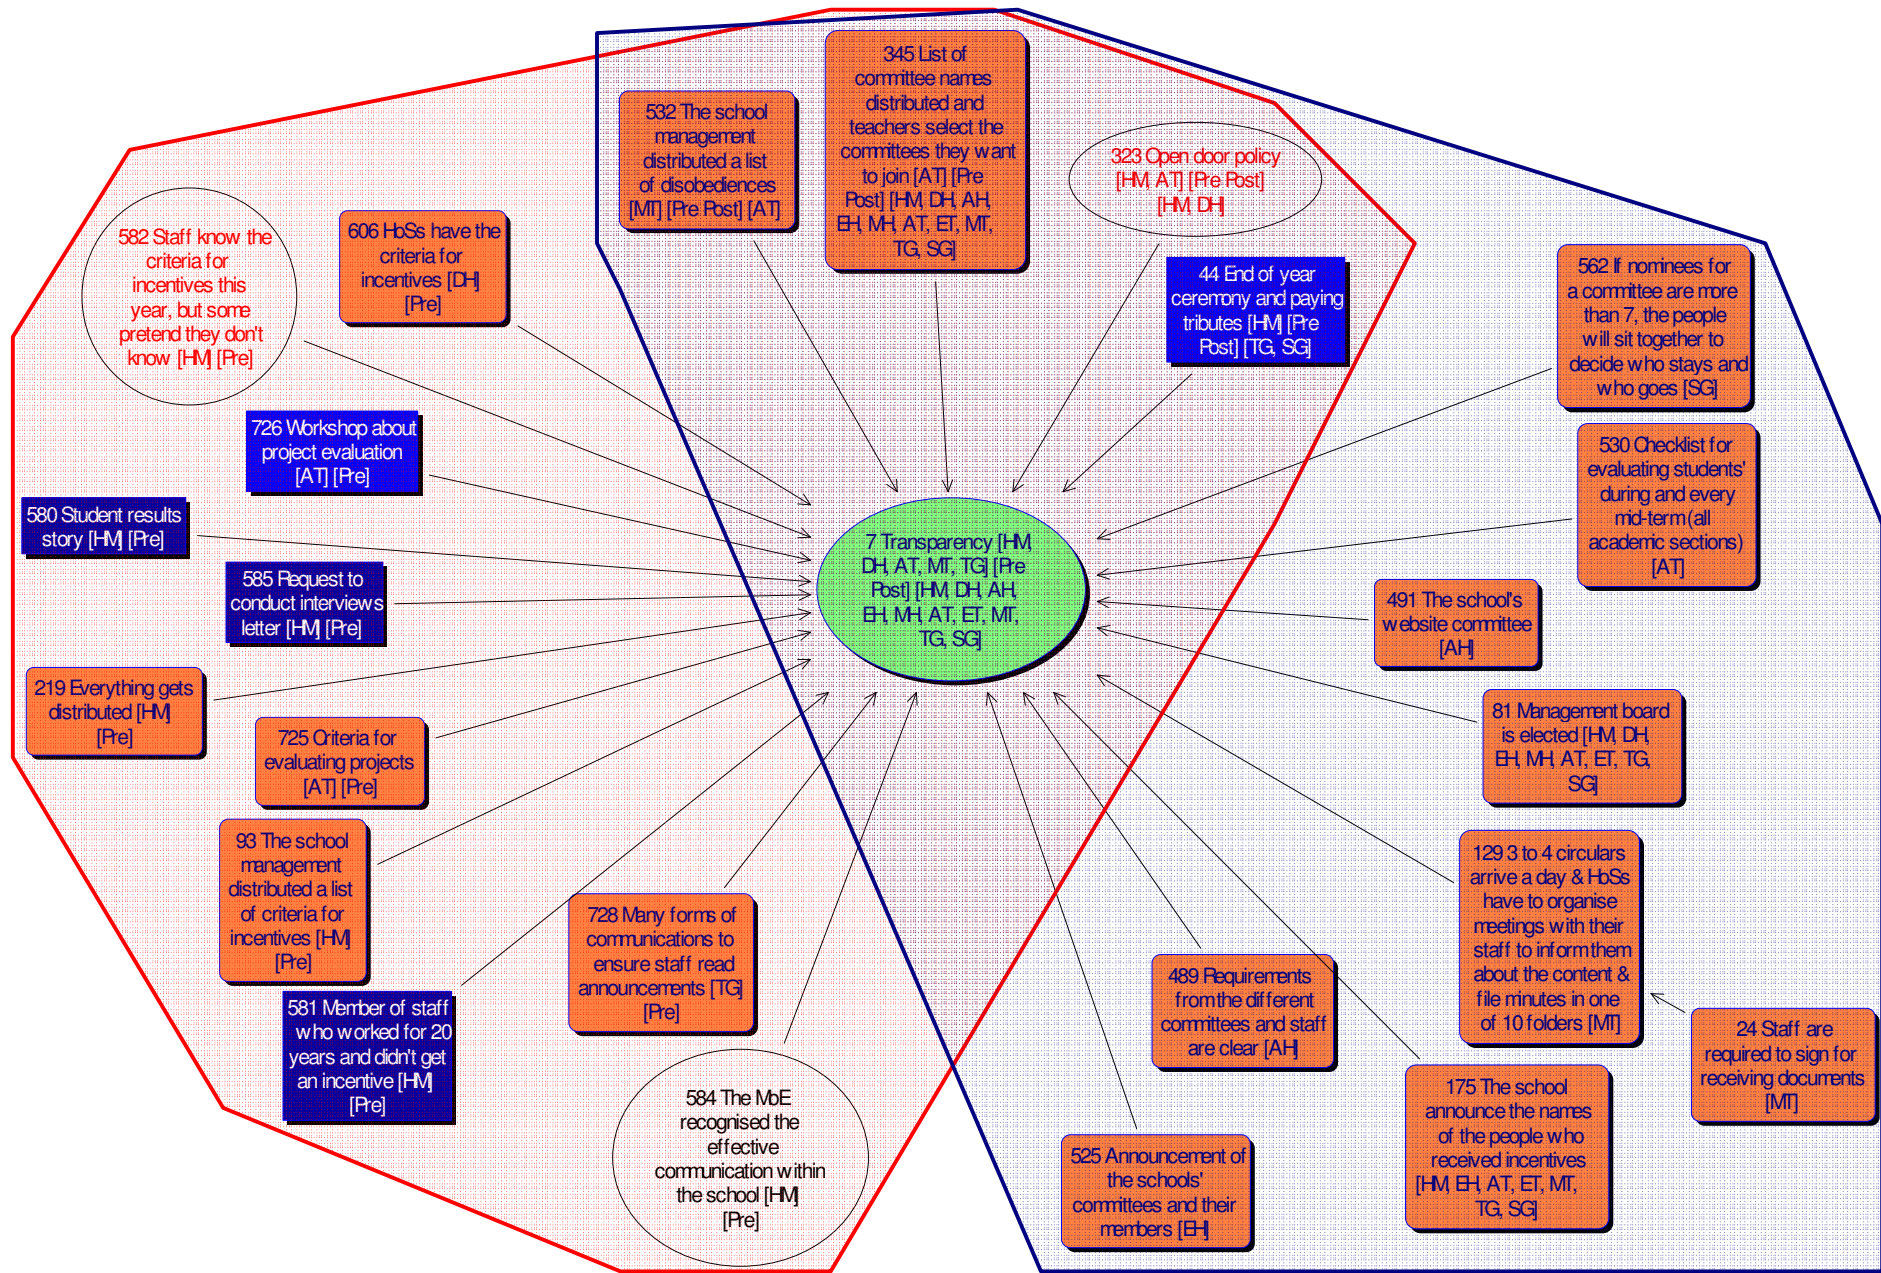 345 List of
committee names
distributed and
teachers select the
committees they want
to join [AT] [Pre
Post] [HM, DH, AH,
EH, MH, AT, ET, MT,
TG, SG]
532 The school
management
distributed a list
of disobediences
[MT] [Pre Post] [AT]
323 Open door policy
[HM, AT] [Pre Post]
[HM, DH]
44 End of year
ceremony and paying
tributes [HM] [Pre
Post] [TG, SG]
582 Staff know the
criteria for
incentives this
year, but some
pretend they don't
know [HM] [Pre]
606 HoSs have the
criteria for
incentives [DH]
[Pre]
562 If nominees for
a committee are more
than 7, the people
will sit together to
decide who stays and
who goes [SG]
726 Workshop about
project evaluation
[AT] [Pre]
530 Checklist for
evaluating students'
during and every
mid-term (all
academic sections)
[AT]
580 Student results
story [HM] [Pre]
7 Transparency [HM,
DH, AT, MT, TG] [Pre
Post] [HM, DH, AH,
EH, MH, AT, ET, MT,
TG, SG]
585 Request to
conduct interviews
letter [HM] [Pre]
491 The school's
website committee
[AH]
219 Everything gets
distributed [HM]
[Pre]
81 Management board
is elected [HM, DH,
EH, MH, AT, ET, TG,
SG]
725 Criteria for
evaluating projects
[AT] [Pre]
93 The school
management
distributed a list
of criteria for
incentives [HM]
[Pre]
129 3 to 4 circulars
arrive a day & HoSs
have to organise
meetings with their
staff to inform them
about the content &
file minutes in one
of 10 folders [MT]
728 Many forms of
communications to
ensure staff read
announcements [TG]
[Pre]
489 Requirements
from the different
committees and staff
are clear [AH]
581 Member of staff
who worked for 20
years and didn't get
an incentive [HM]
[Pre]
24 Staff are
required to sign for
receiving documents
[MT]
584 The MoE
recognised the
effective
communication within
the school [HM]
[Pre]
175 The school
announce the names
of the people who
received incentives
[HM, EH, AT, ET, MT,
TG, SG]
525 Announcement of
the schools'
committees and their
members [EH]